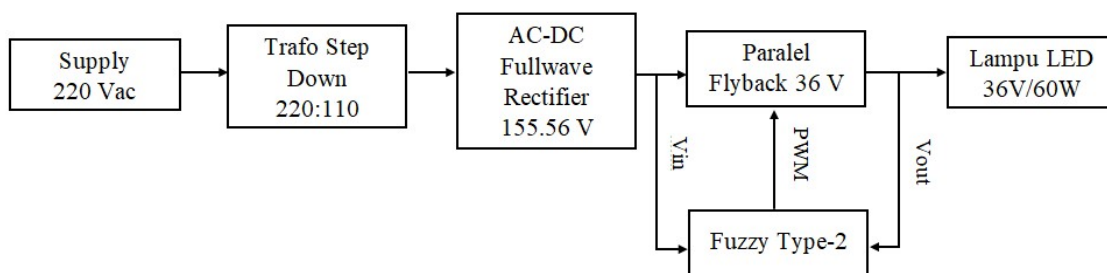 Supply
220 Vac
Trafo Step
Down
220:110
AC-DC
Fullwave
Rectifier
155.56 V
Paralel
Flyback 36 V
Lampu LED
36V/60W
Vin
PWM
Vout
Fuzzy Type-2